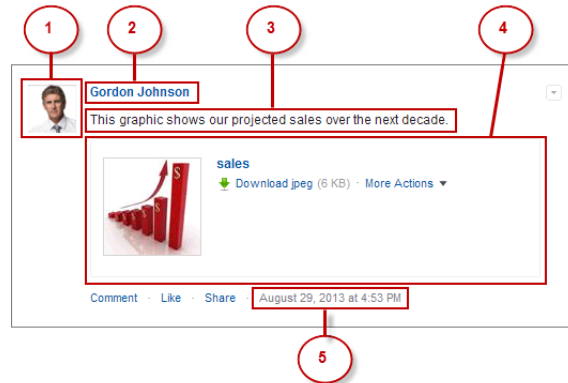 1 2 3 4
Gordon Johnson
This graphic shows our projected sales over the next decade.
sales
Download jpeg (6 KB) · More Actions
$ $
Comment · Like · Share · August 29, 2013 at 4:53 PM
5